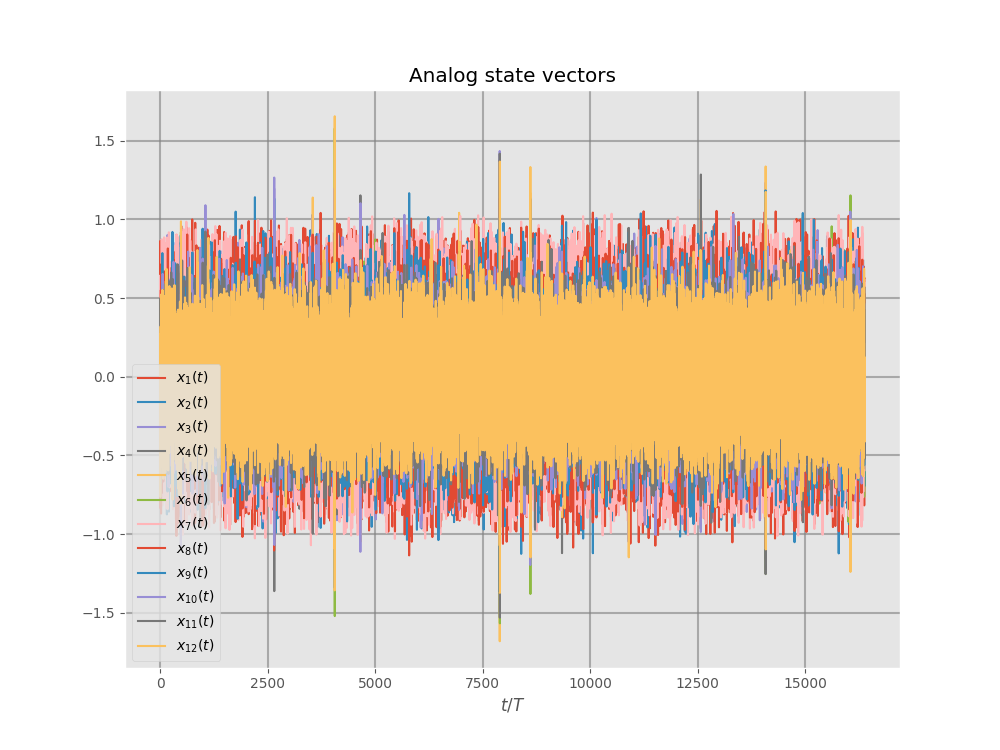 Analog state vectors
1.5
1.0
0.5
0.0
−0.5
−1.0
−1.5
x₁(t)
x₂(t)
x₃(t)
x₄(t)
x₅(t)
x₆(t)
x₇(t)
x₈(t)
x₉(t)
x₁₀(t)
x₁₁(t)
x₁₂(t)
0 2500 5000 7500 10000 12500 15000
t/T